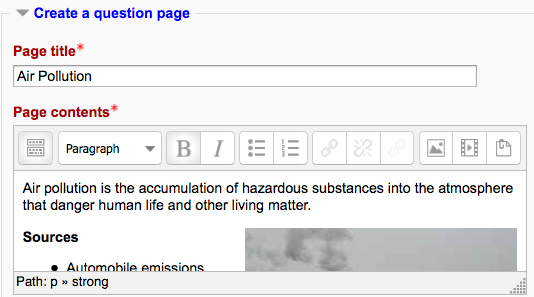 Create a question page
Page title*
Air Pollution
Page contents*
Paragraph B I
Air pollution is the accumulation of hazardous substances into the atmosphere
that danger human life and other living matter.
Sources
• Automobile emissions
Path: p » strong